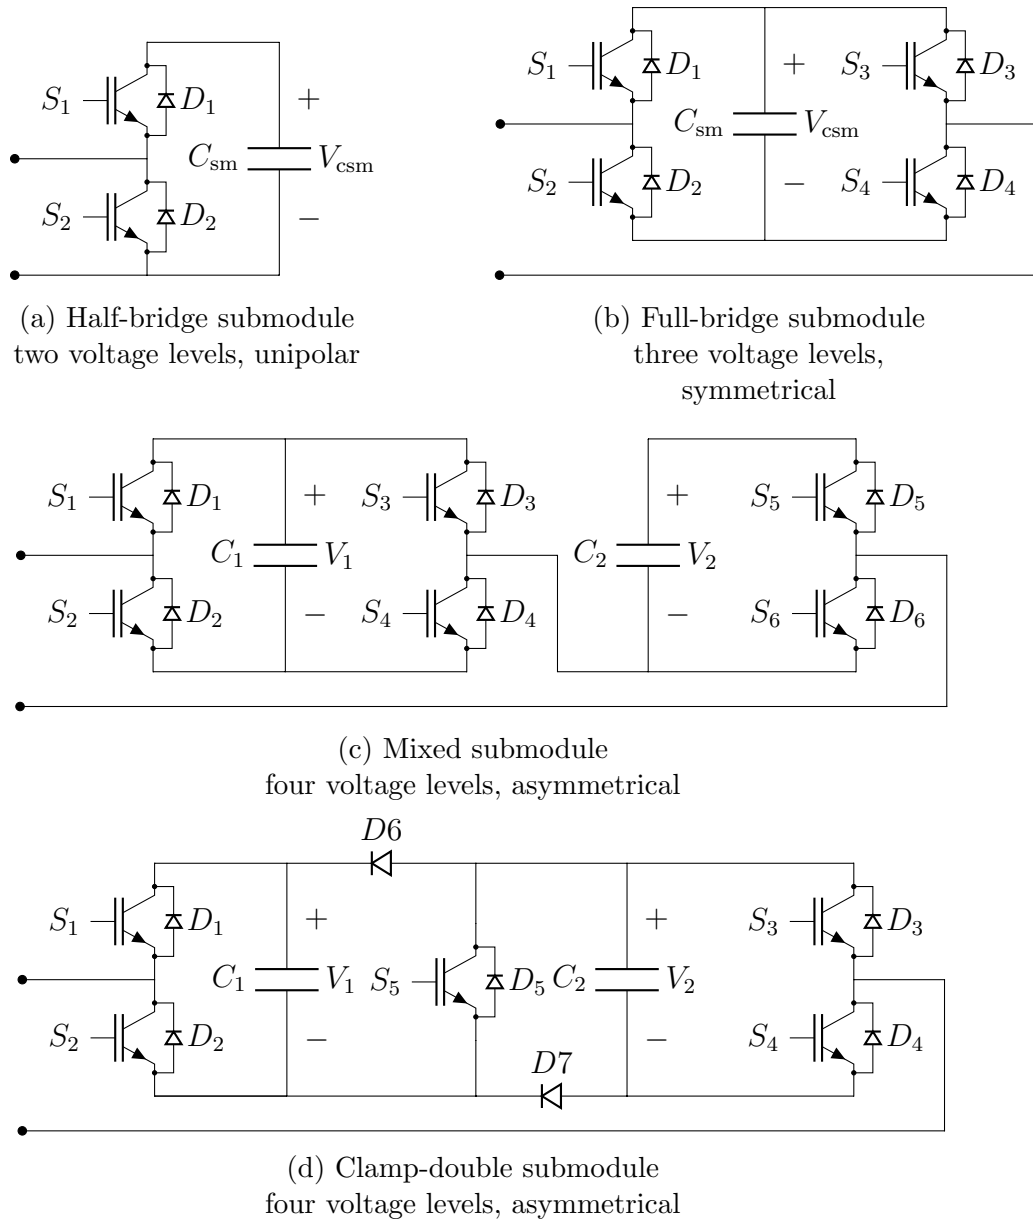 S1 D1 Csm + Vcsm − S2 D2
(a) Half-bridge submodule
two voltage levels, unipolar
S1 D1 S3 D3 Csm + Vcsm − S2 D2 S4 D4
(b) Full-bridge submodule
three voltage levels,
symmetrical
S1 D1 + S3 D3 + S5 D5
C1 V1 C2 V2
S2 D2 − S4 D4 − S6 D6
(c) Mixed submodule
four voltage levels, asymmetrical
D6
S1 D1 + + S3 D3
C1 V1 S5 D5 C2 V2
S2 D2 − − S4 D4
D7
(d) Clamp-double submodule
four voltage levels, asymmetrical